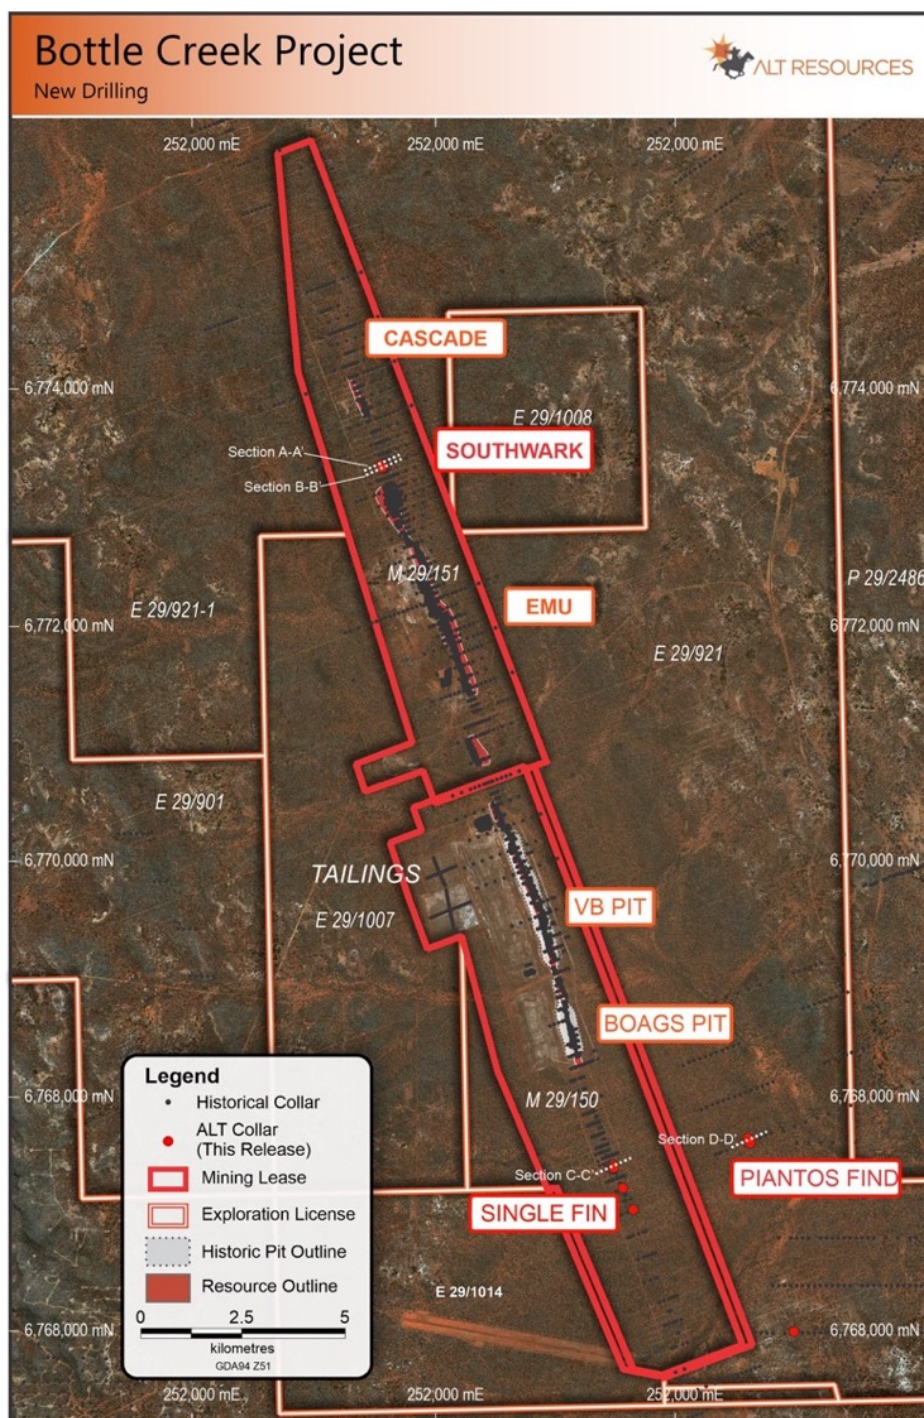 Bottle Creek Project
New Drilling
ALT RESOURCES
252,000 mE 252,000 mE 252,000 mE
CASCADE
6,774,000 mN 6,774,000 mN
E 29/1008
SOUTHWARK
Section A-A'
Section B-B'
M 29/151
P 29/2486
E 29/921-1
EMU
6,772,000 mN 6,772,000 mN
E 29/921
E 29/901
6,770,000 mN 6,770,000 mN
TAILINGS
E 29/1007
VB PIT
BOAGS PIT
6,768,000 mN 6,768,000 mN
M 29/150
Section D-D'
Section C-C'
PIANTOS FIND
SINGLE FIN
E 29/1014
6,768,000 mN 6,768,000 mN
252,000 mE 252,000 mE 252,000 mE
Legend
Historical Collar
ALT Collar
(This Release)
Mining Lease
Exploration License
Historic Pit Outline
Resource Outline
0 2.5 5
kilometres
GDA94 Z51